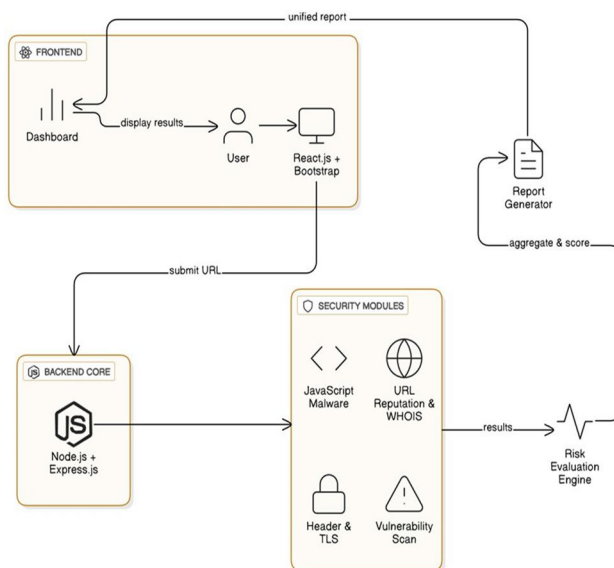 unified report
FRONTEND
Dashboard
display results
User
React.js +
Bootstrap
Report
Generator
aggregate & score
submit URL
SECURITY MODULES
JavaScript
Malware
URL
Reputation &
WHOIS
BACKEND CORE
JS
Node.js +
Express.js
results
Risk
Evaluation
Engine
Header &
TLS
Vulnerability
Scan